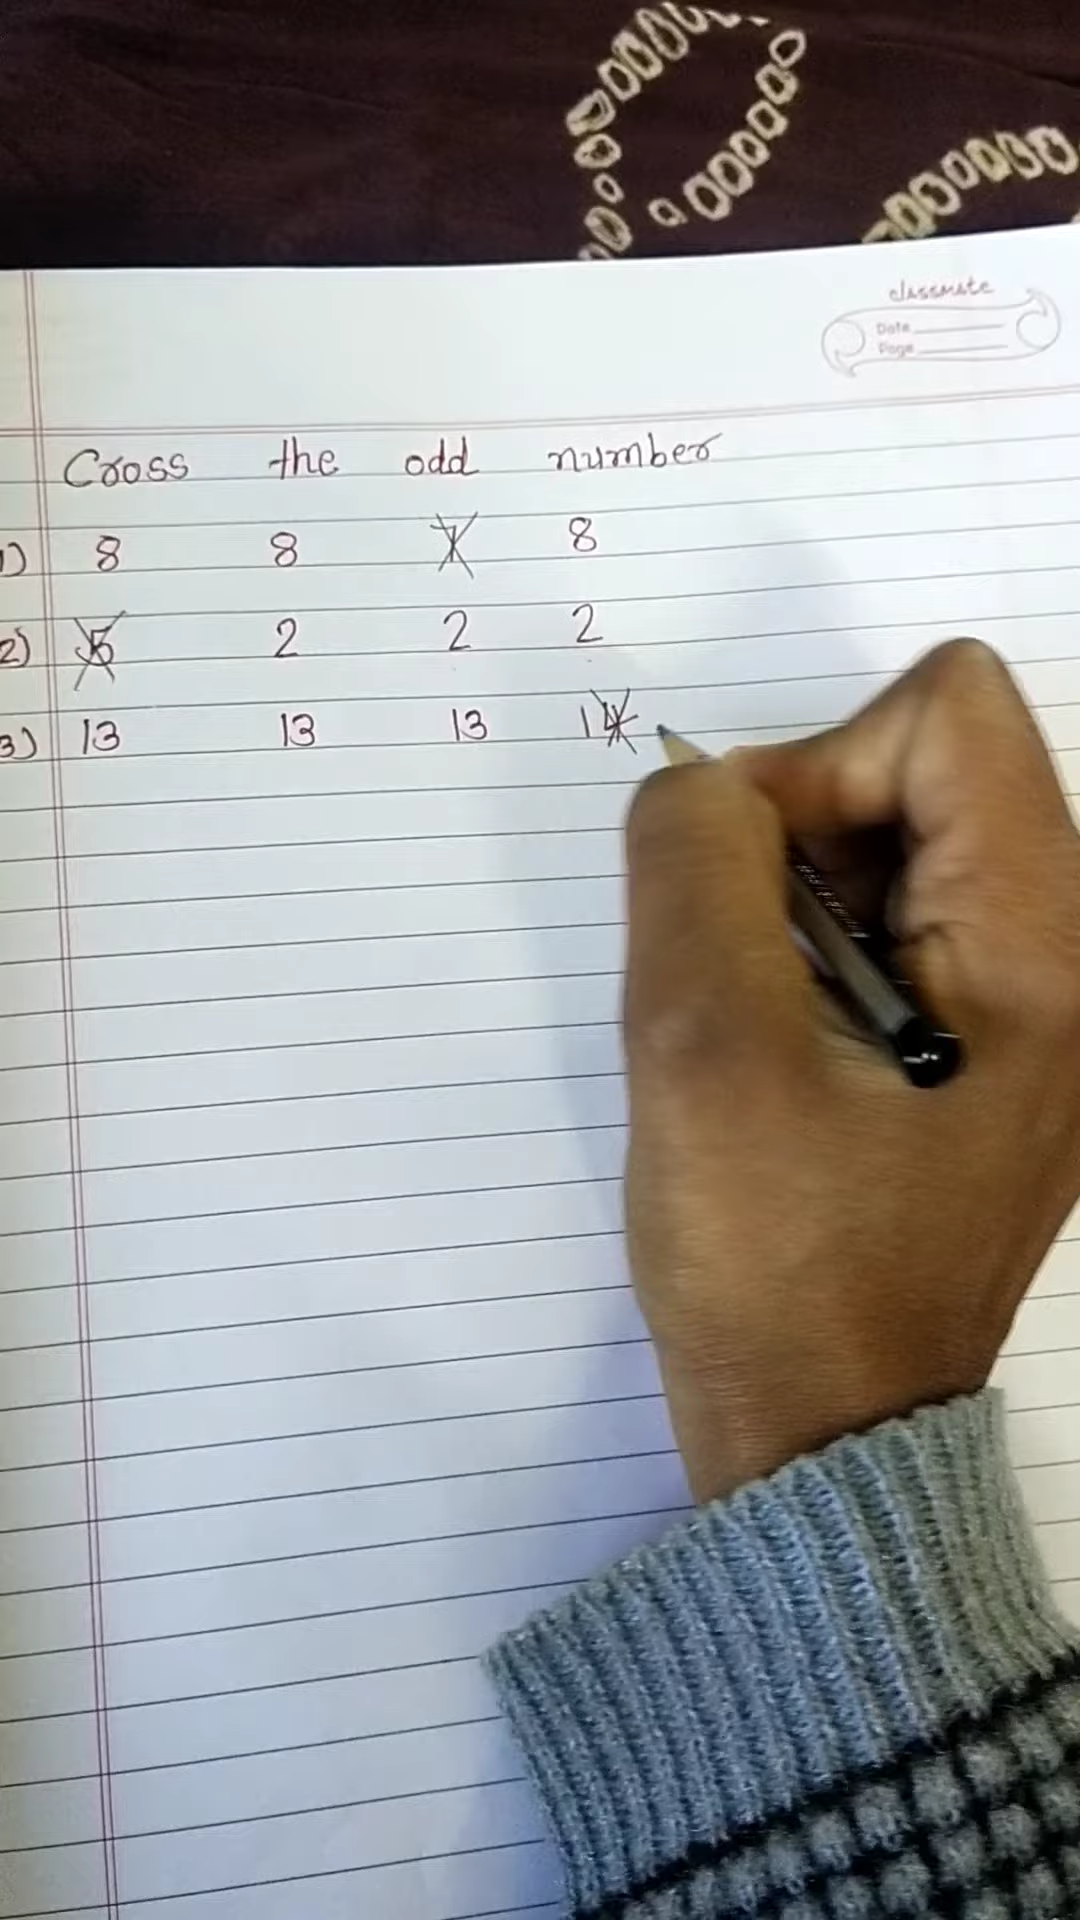 classmate
Date
Page
Cross the odd number
1) 8 8 7 8
2) 5 2 2 2
3) 13 13 13 14